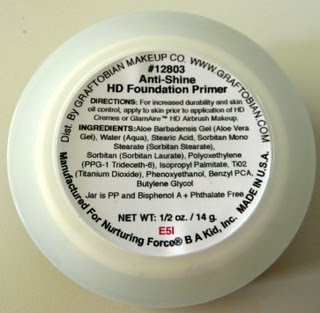 Dist. By GRAFTOBIAN MAKEUP CO. WWW.GRAFTOBIAN.COM
#12803
Anti-Shine
HD Foundation Primer
DIRECTIONS: For increased durability and skin
oil control, apply to skin prior to application of HD
Cremes or GlamAire™ HD Airbrush Makeup.
INGREDIENTS:Aloe Barbadensis Gel (Aloe Vera
Gel), Water (Aqua), Stearic Acid, Sorbitan Mono
Stearate (Sorbitan Stearate),
Sorbitan (Sorbitan Laurate), Polyoxyethylene
(PPG-1 Trideceth-6), Isopropyl Palmitate, Ti02
(Titanium Dioxide), Phenoxyethanol, Benzyl PCA,
Butylene Glycol
Jar is PP and Bisphenol A + Phthalate Free
NET WT: 1/2 oz. / 14 g.
E5I
Manufactured For Nurturing Force® B A Kid, Inc. MADE IN U.S.A.